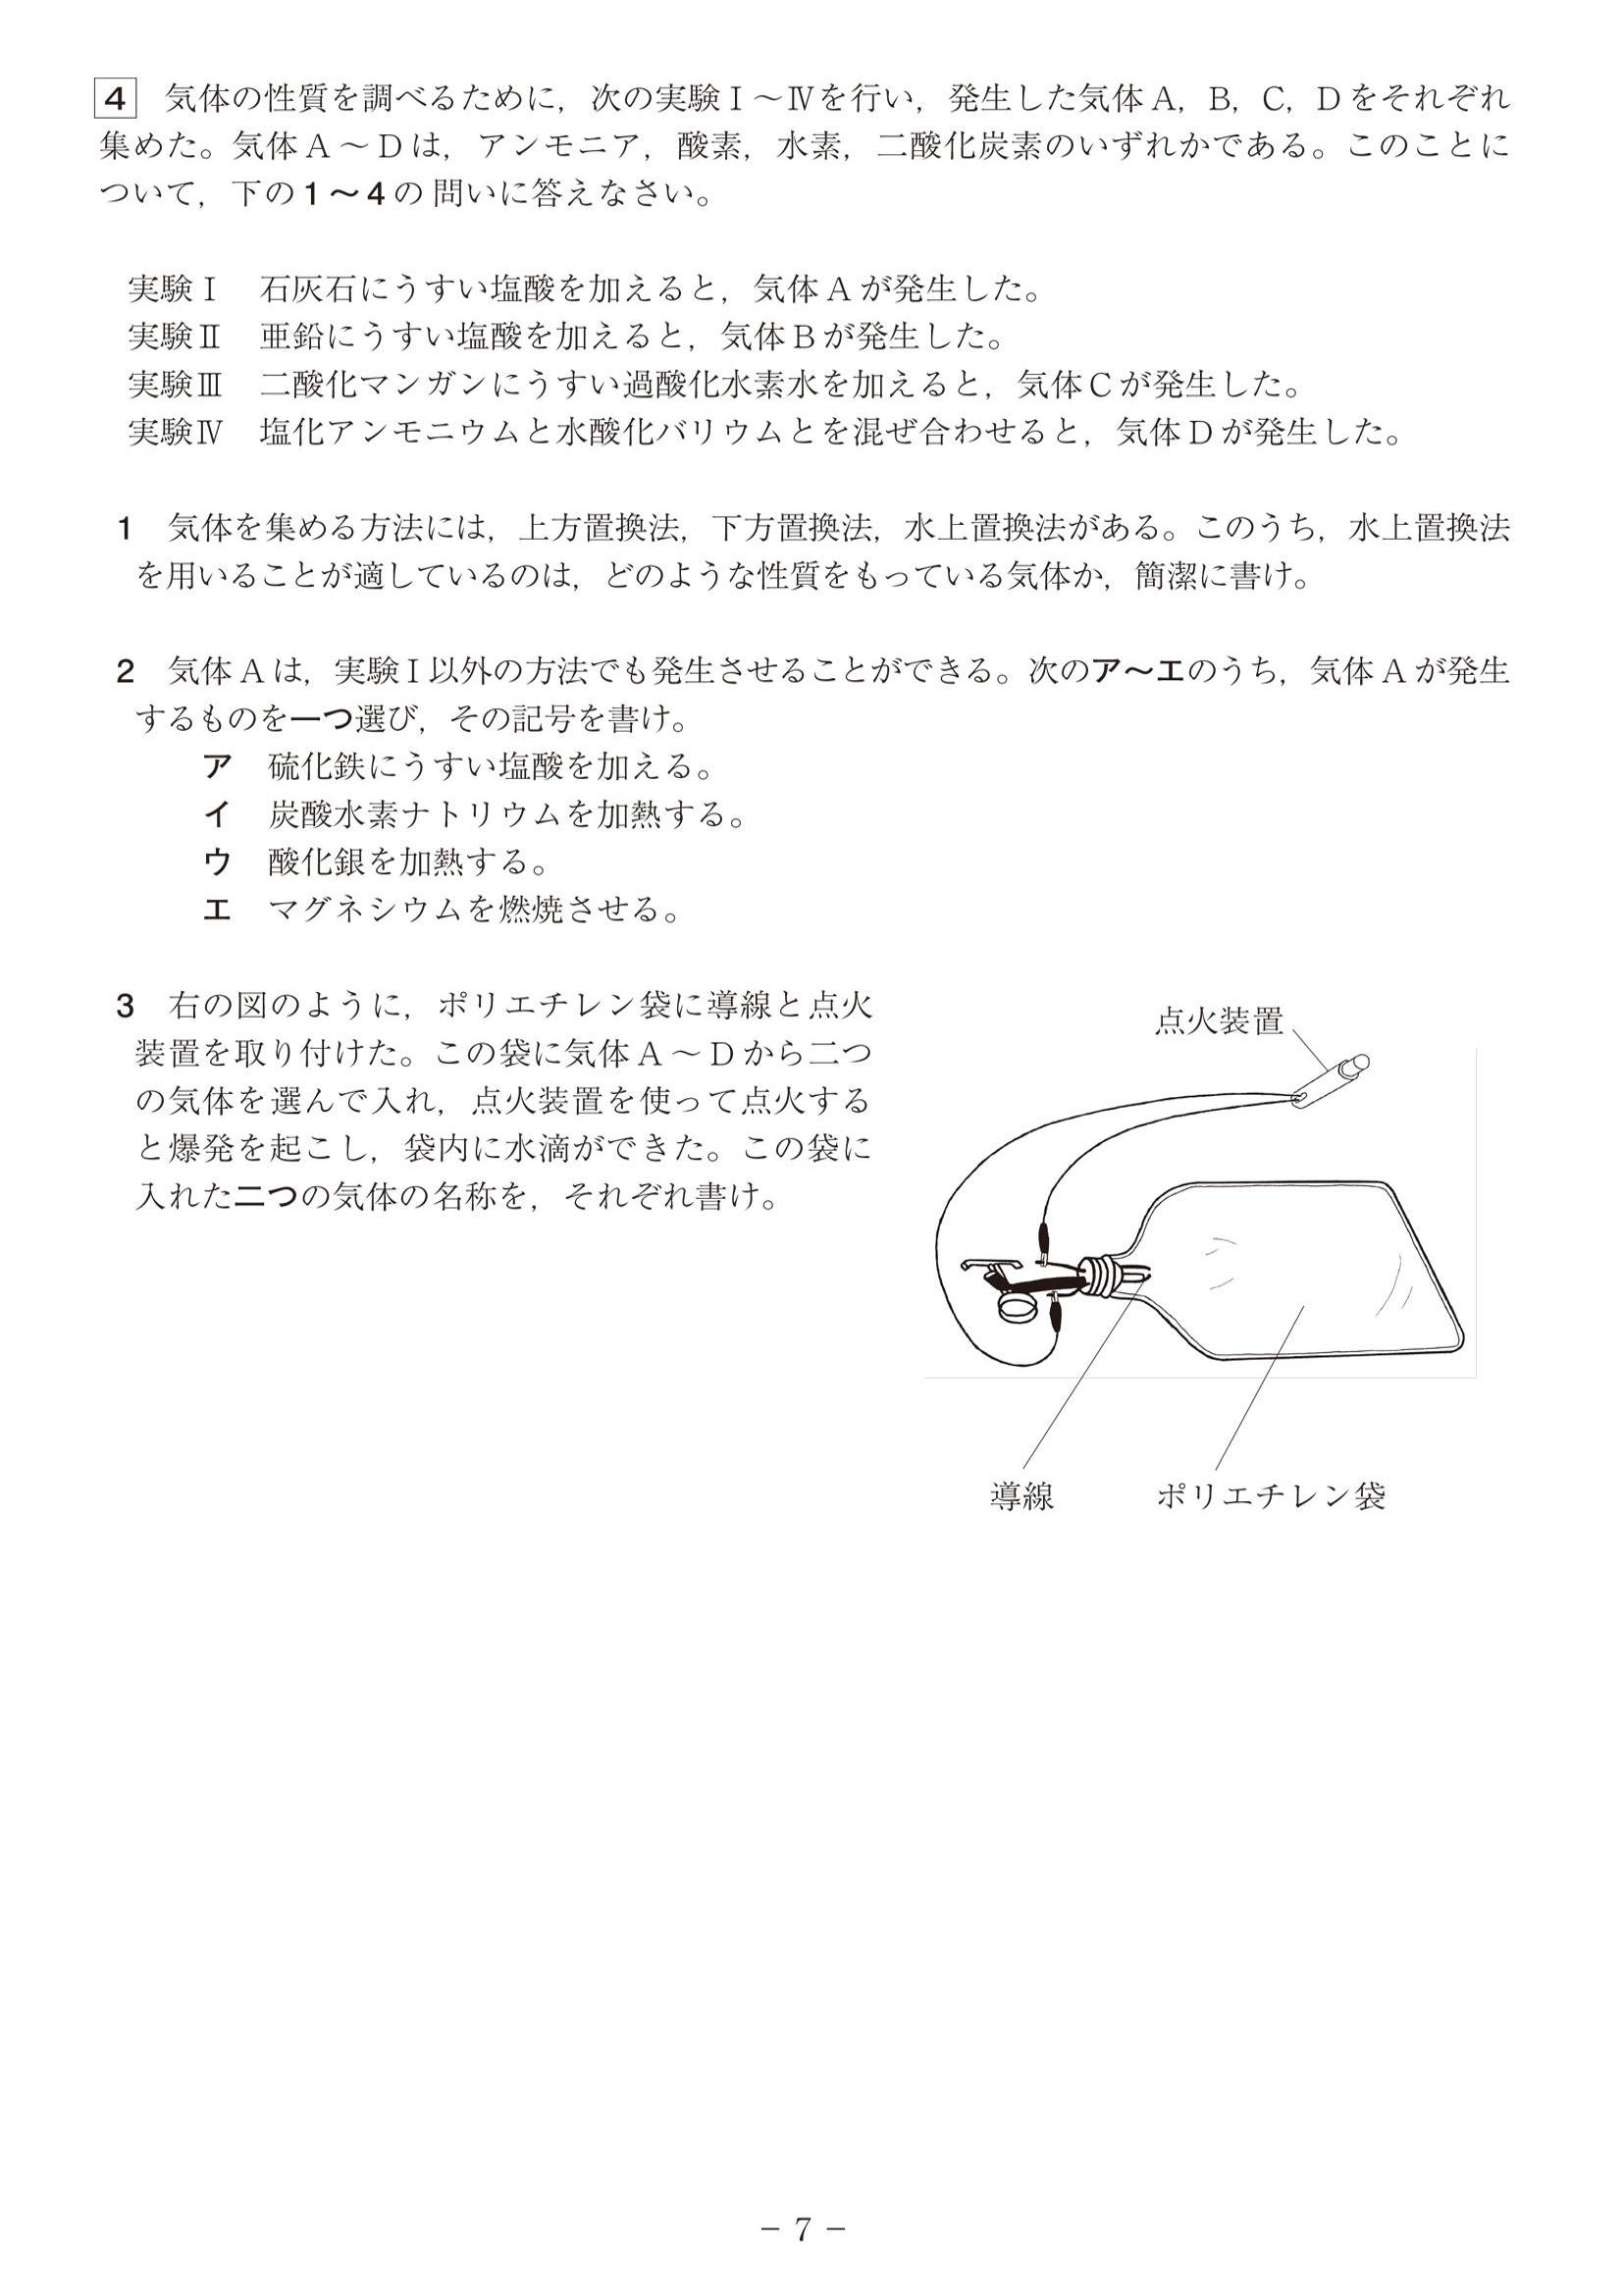 4 気体の性質を調べるために，次の実験Ⅰ～Ⅳを行い，発生した気体A，B，C，Dをそれぞれ
集めた。気体A～Dは，アンモニア，酸素，水素，二酸化炭素のいずれかである。このことに
ついて，下の1～4の問いに答えなさい。
実験Ⅰ 石灰石にうすい塩酸を加えると，気体Aが発生した。
実験Ⅱ 亜鉛にうすい塩酸を加えると，気体Bが発生した。
実験Ⅲ 二酸化マンガンにうすい過酸化水素水を加えると，気体Cが発生した。
実験Ⅳ 塩化アンモニウムと水酸化バリウムとを混ぜ合わせると，気体Dが発生した。
1 気体を集める方法には，上方置換法，下方置換法，水上置換法がある。このうち，水上置換法
を用いることが適しているのは，どのような性質をもっている気体か，簡潔に書け。
2 気体Aは，実験Ⅰ以外の方法でも発生させることができる。次のア～エのうち，気体Aが発生
するものを一つ選び，その記号を書け。
ア 硫化鉄にうすい塩酸を加える。
イ 炭酸水素ナトリウムを加熱する。
ウ 酸化銀を加熱する。
エ マグネシウムを燃焼させる。
3 右の図のように，ポリエチレン袋に導線と点火
装置を取り付けた。この袋に気体A～Dから二つ
の気体を選んで入れ，点火装置を使って点火する
と爆発を起こし，袋内に水滴ができた。この袋に
入れた二つの気体の名称を，それぞれ書け。
点火装置
導線 ポリエチレン袋
－ 7 －